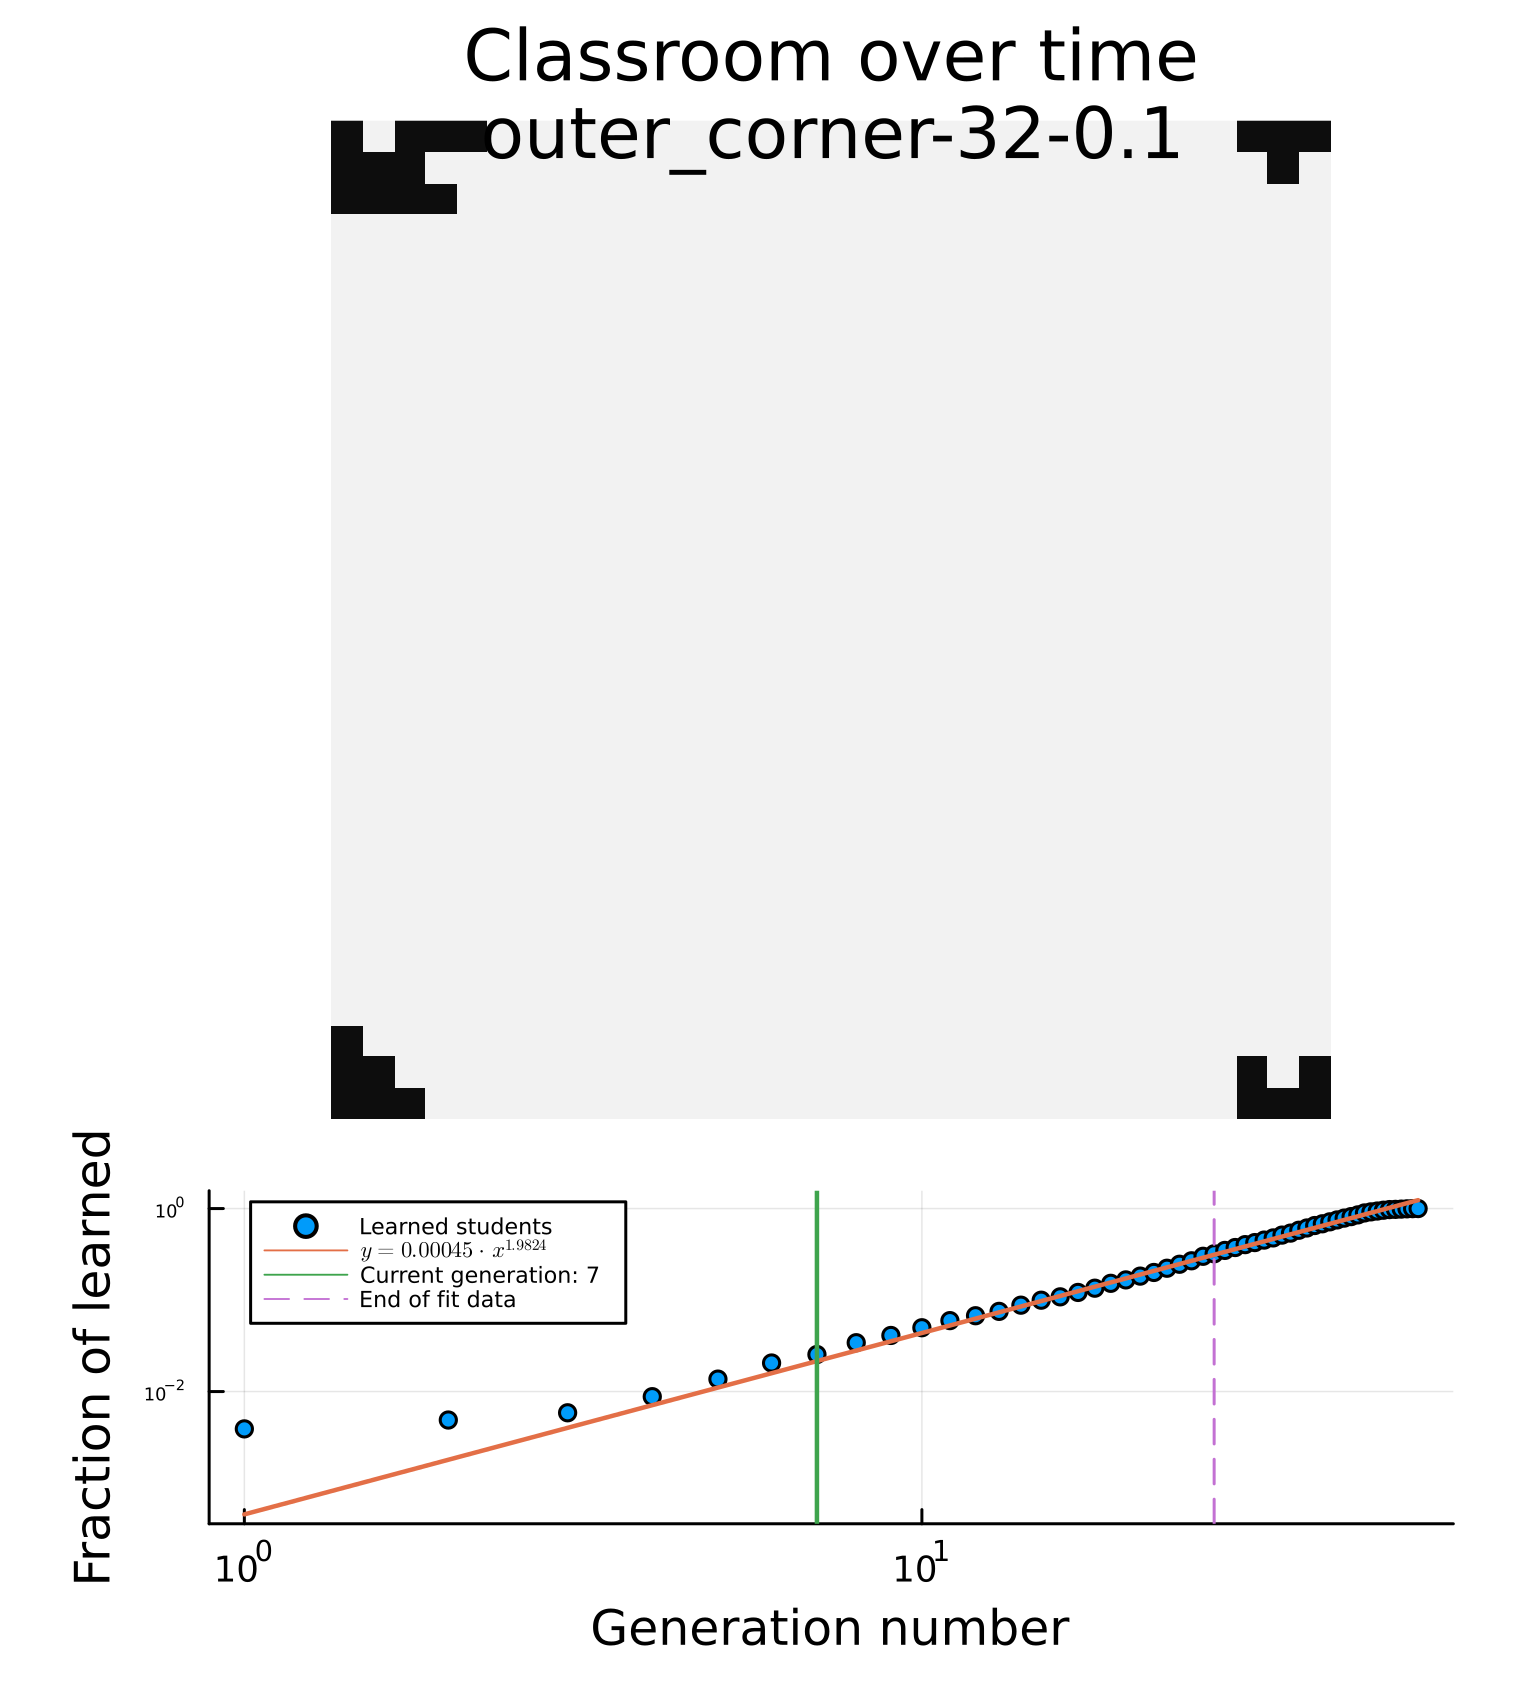 Classroom over time
outer_corner-32-0.1
Fraction of learned
10^0
10^−2
Learned students
y = 0.00045 · x^1.9824
Current generation: 7
End of fit data
10^0
10^1
Generation number